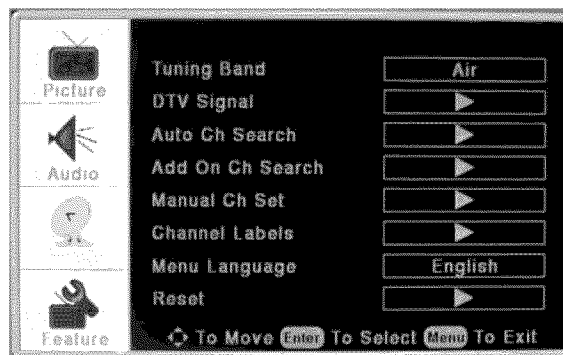 Picture
Audio
Feature
Tuning Band Air
DTV Signal
Auto Ch Search
Add On Ch Search
Manual Ch Set
Channel Labels
Menu Language English
Reset
To Move Enter To Select Menu To Exit